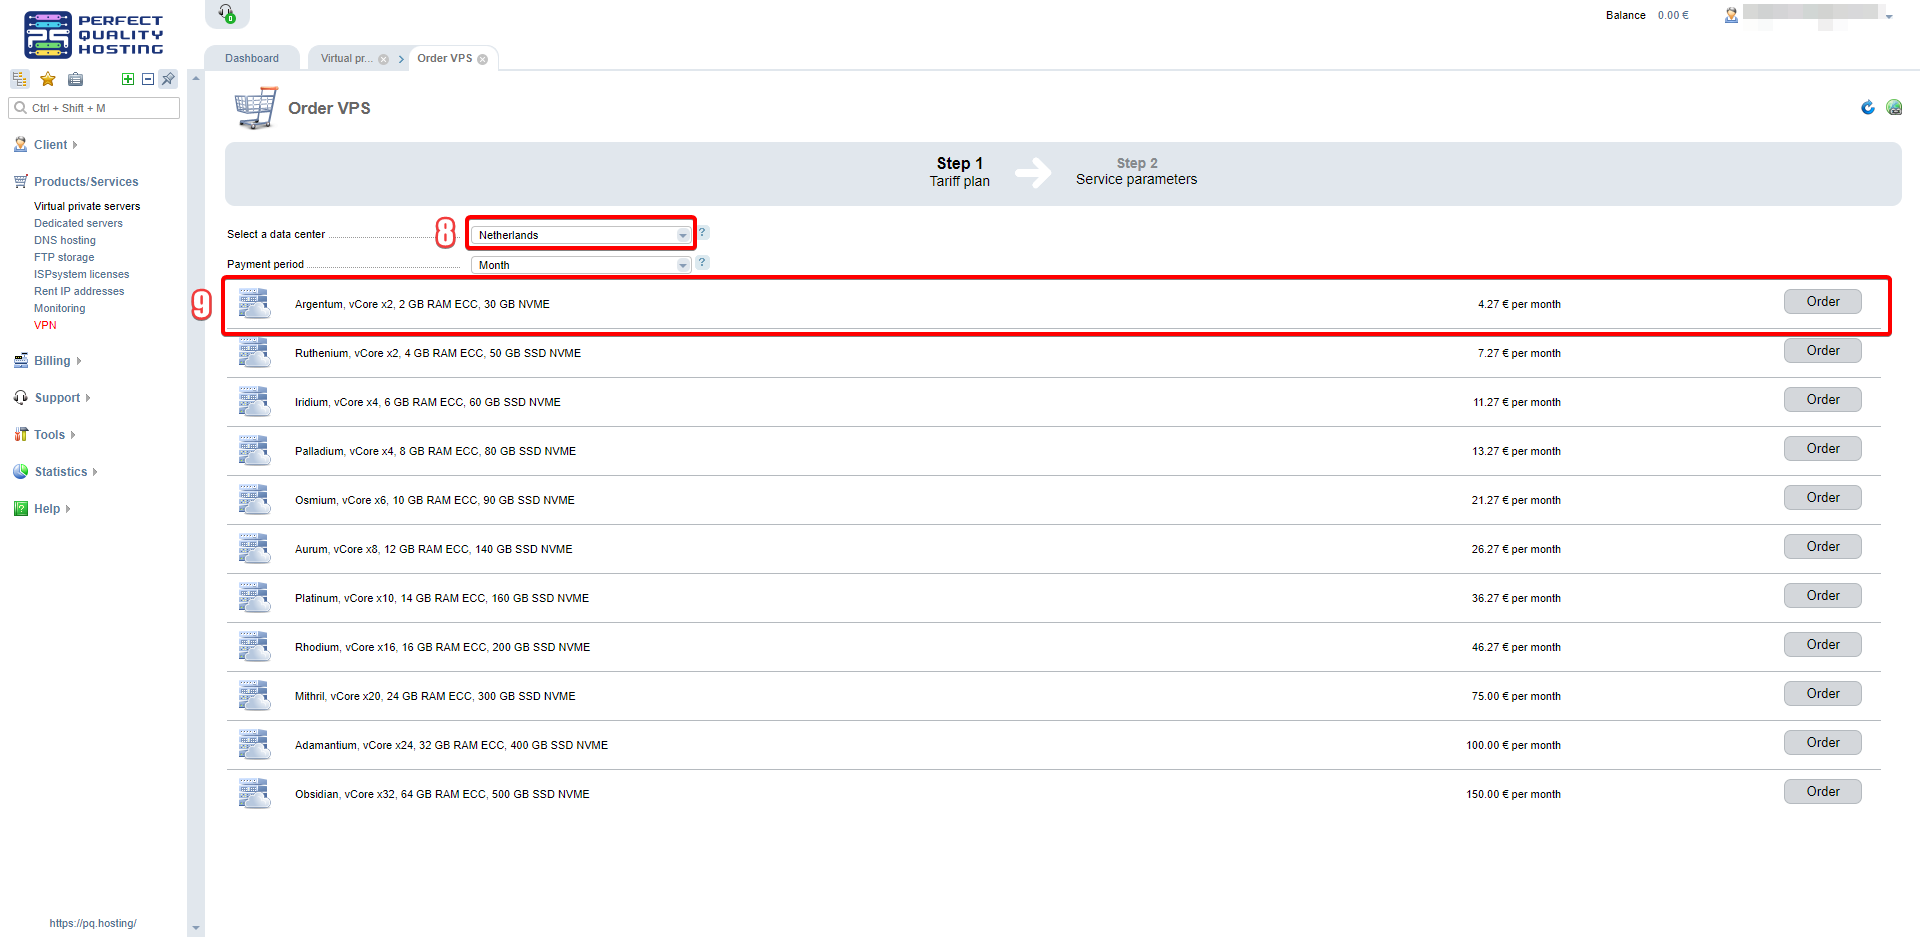 PERFECT
QUALITY
HOSTING
0
Balance 0.00 €
Dashboard
Virtual pr...
Order VPS
Ctrl + Shift + M
Order VPS
Client
Products/Services
Virtual private servers
Dedicated servers
DNS hosting
FTP storage
ISPsystem licenses
Rent IP addresses
Monitoring
VPN
Billing
Support
Tools
Statistics
Help
https://pq.hosting/
Step 1
Tariff plan
Step 2
Service parameters
Select a data center 8 Netherlands ?
Payment period Month ?
9
Argentum, vCore x2, 2 GB RAM ECC, 30 GB NVME 4.27 € per month Order
Ruthenium, vCore x2, 4 GB RAM ECC, 50 GB SSD NVME 7.27 € per month Order
Iridium, vCore x4, 6 GB RAM ECC, 60 GB SSD NVME 11.27 € per month Order
Palladium, vCore x4, 8 GB RAM ECC, 80 GB SSD NVME 13.27 € per month Order
Osmium, vCore x6, 10 GB RAM ECC, 90 GB SSD NVME 21.27 € per month Order
Aurum, vCore x8, 12 GB RAM ECC, 140 GB SSD NVME 26.27 € per month Order
Platinum, vCore x10, 14 GB RAM ECC, 160 GB SSD NVME 36.27 € per month Order
Rhodium, vCore x16, 16 GB RAM ECC, 200 GB SSD NVME 46.27 € per month Order
Mithril, vCore x20, 24 GB RAM ECC, 300 GB SSD NVME 75.00 € per month Order
Adamantium, vCore x24, 32 GB RAM ECC, 400 GB SSD NVME 100.00 € per month Order
Obsidian, vCore x32, 64 GB RAM ECC, 500 GB SSD NVME 150.00 € per month Order